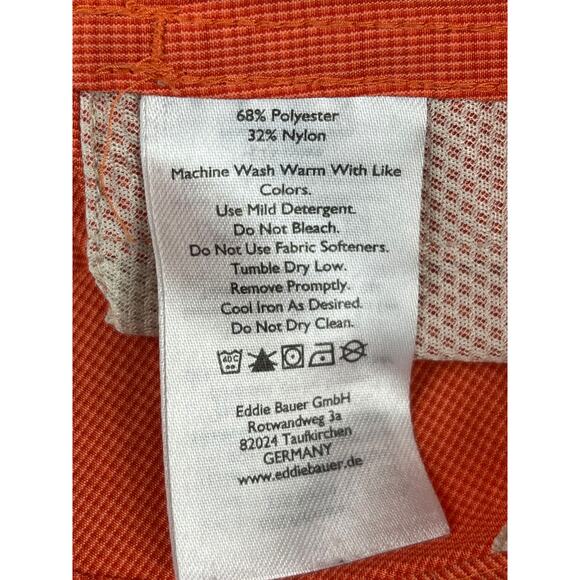 68% Polyester
32% Nylon
Machine Wash Warm With Like
Colors.
Use Mild Detergent.
Do Not Bleach.
Do Not Use Fabric Softeners.
Tumble Dry Low.
Remove Promptly.
Cool Iron As Desired.
Do Not Dry Clean.
40C
Eddie Bauer GmbH
Rotwandweg 3a
82024 Taufkirchen
GERMANY
www.eddiebauer.de